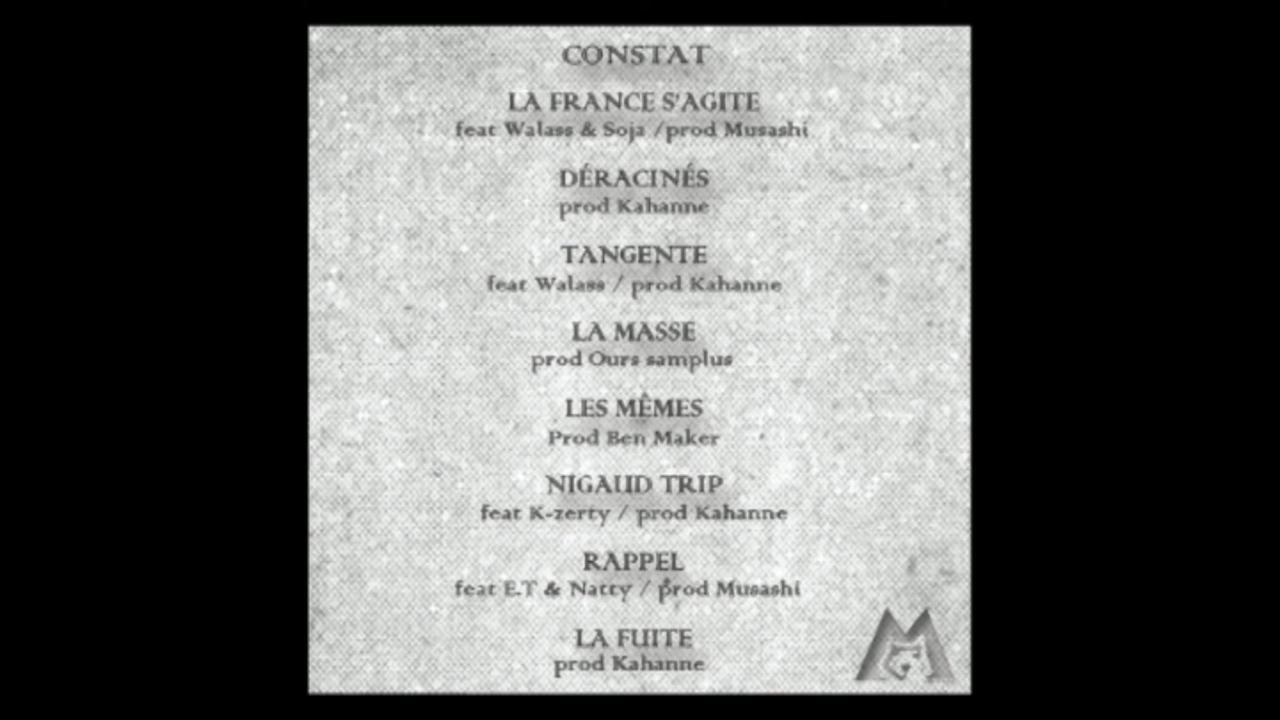 CONSTAT
LA FRANCE S'AGITE
feat Walass & Soja /prod Musashi
DÉRACINÉS
prod Kahanne
TANGENTE
feat Walass / prod Kahanne
LA MASSE
prod Ours samplus
LES MÊMES
Prod Ben Maker
NIGAUD TRIP
feat K-zerty / prod Kahanne
RAPPEL
feat E.T & Natty / prod Musashi
LA FUITE
prod Kahanne
M